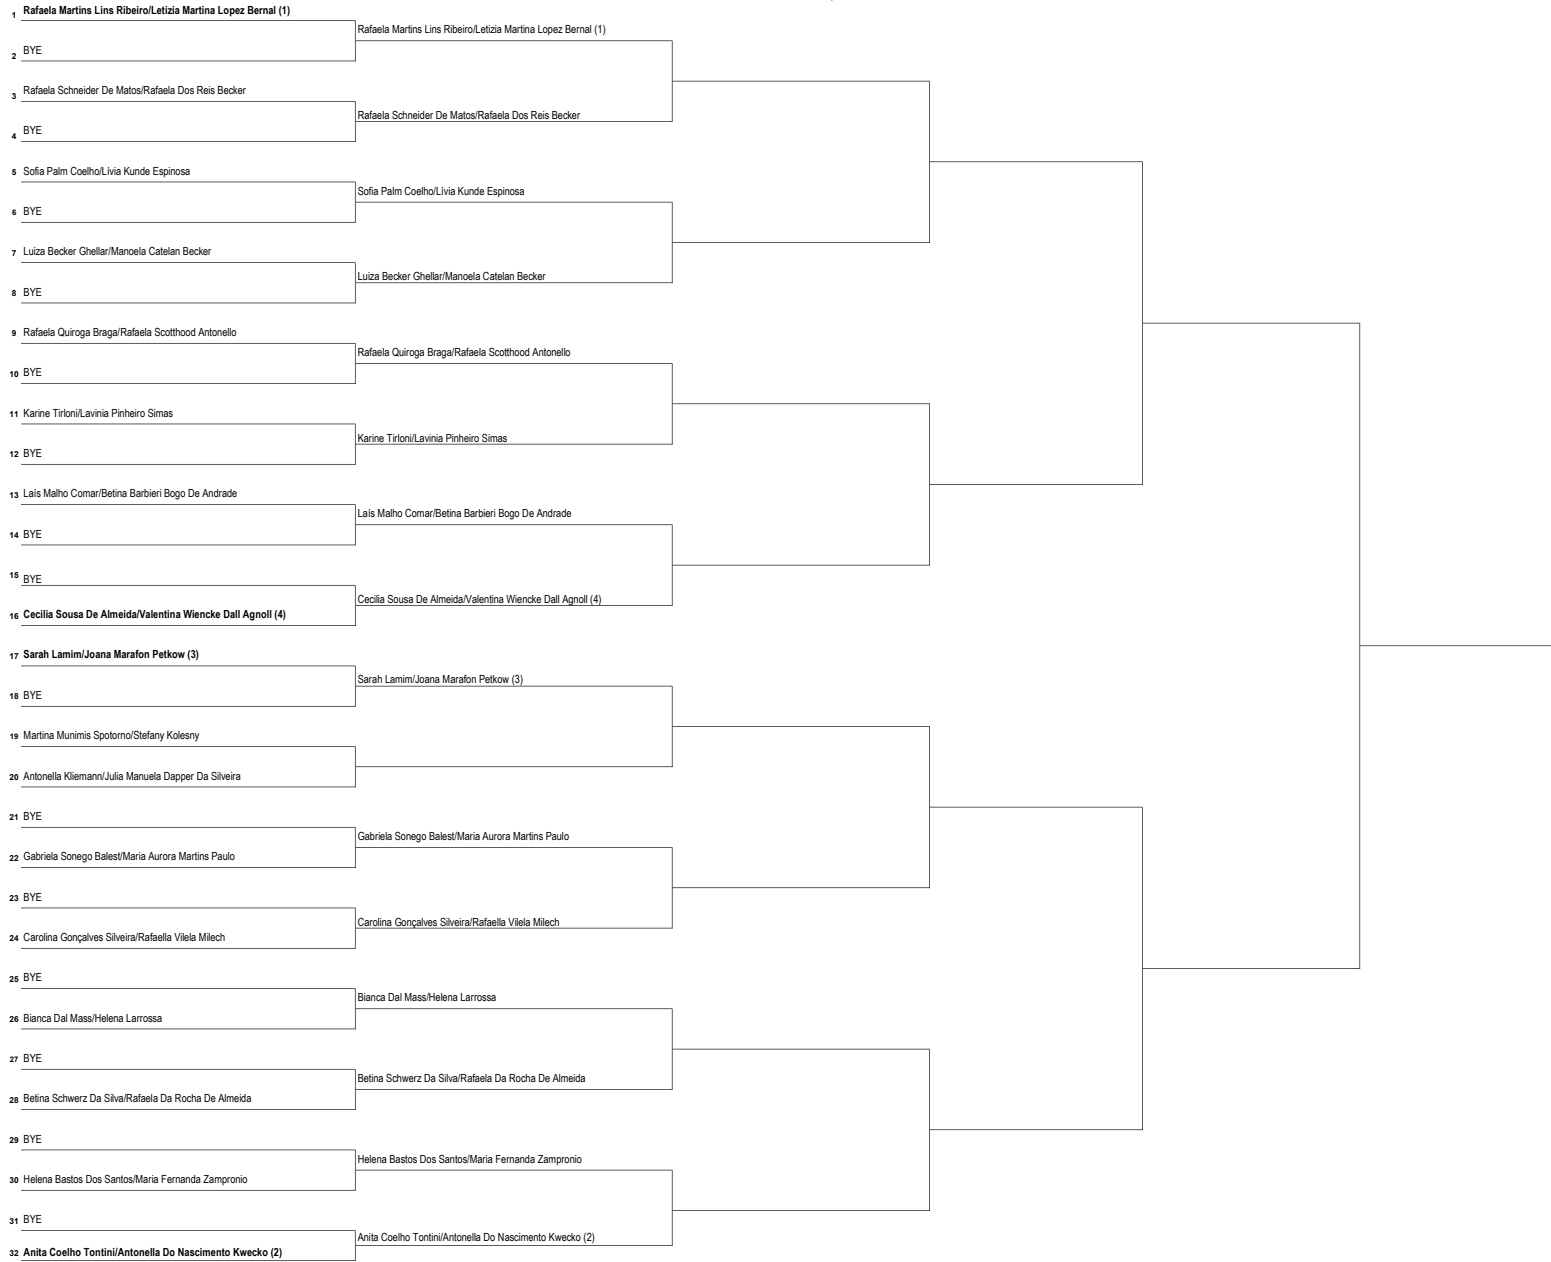 1 Rafaela Martins Lins Ribeiro/Letizia Martina Lopez Bernal (1)
Rafaela Martins Lins Ribeiro/Letizia Martina Lopez Bernal (1)
2 BYE
3 Rafaela Schneider De Matos/Rafaela Dos Reis Becker
Rafaela Schneider De Matos/Rafaela Dos Reis Becker
4 BYE
5 Sofia Palm Coelho/Lívia Kunde Espinosa
Sofia Palm Coelho/Lívia Kunde Espinosa
6 BYE
7 Luiza Becker Ghellar/Manoela Catelan Becker
Luiza Becker Ghellar/Manoela Catelan Becker
8 BYE
9 Rafaela Quiroga Braga/Rafaela Scotthood Antonello
Rafaela Quiroga Braga/Rafaela Scotthood Antonello
10 BYE
11 Karine Tirloni/Lavinia Pinheiro Simas
Karine Tirloni/Lavinia Pinheiro Simas
12 BYE
13 Laís Malho Comar/Betina Barbieri Bogo De Andrade
Laís Malho Comar/Betina Barbieri Bogo De Andrade
14 BYE
15 BYE
Cecilia Sousa De Almeida/Valentina Wiencke Dall Agnoll (4)
16 Cecilia Sousa De Almeida/Valentina Wiencke Dall Agnoll (4)
17 Sarah Lamim/Joana Marafon Petkow (3)
Sarah Lamim/Joana Marafon Petkow (3)
18 BYE
19 Martina Munimis Spotorno/Stefany Kolesny
20 Antonella Kliemann/Julia Manuela Dapper Da Silveira
21 BYE
Gabriela Sonego Balest/Maria Aurora Martins Paulo
22 Gabriela Sonego Balest/Maria Aurora Martins Paulo
23 BYE
Carolina Gonçalves Silveira/Rafaella Vilela Milech
24 Carolina Gonçalves Silveira/Rafaella Vilela Milech
25 BYE
Bianca Dal Mass/Helena Larrossa
26 Bianca Dal Mass/Helena Larrossa
27 BYE
Betina Schwerz Da Silva/Rafaela Da Rocha De Almeida
28 Betina Schwerz Da Silva/Rafaela Da Rocha De Almeida
29 BYE
Helena Bastos Dos Santos/Maria Fernanda Zampronio
30 Helena Bastos Dos Santos/Maria Fernanda Zampronio
31 BYE
Anita Coelho Tontini/Antonella Do Nascimento Kwecko (2)
32 Anita Coelho Tontini/Antonella Do Nascimento Kwecko (2)